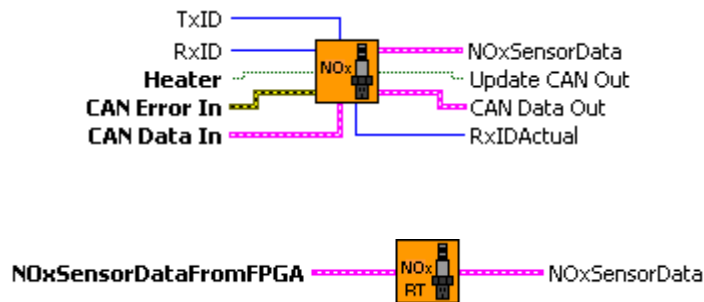 TxID
RxID NOxSensorData
NOx
Heater Update CAN Out
CAN Error In CAN Data Out
CAN Data In RxIDActual
NOxSensorDataFromFPGA NOx NOxSensorData
RT